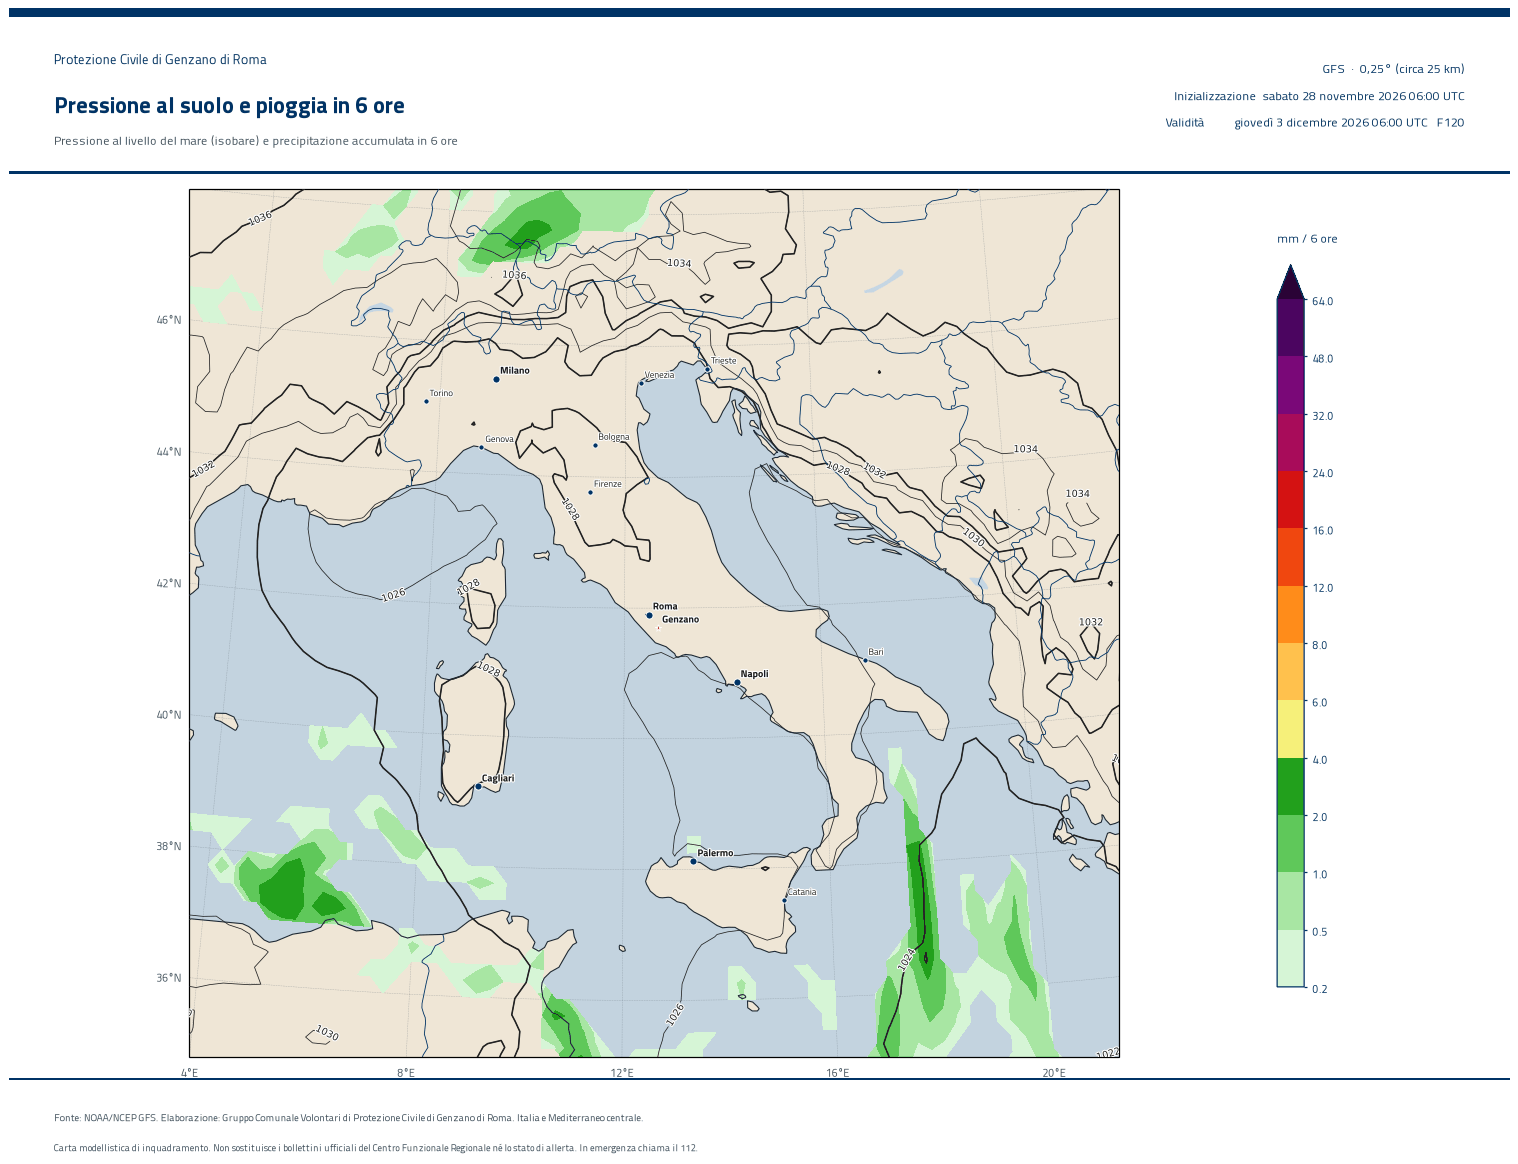 Protezione Civile di Genzano di Roma
Pressione al suolo e pioggia in 6 ore
Pressione al livello del mare (isobare) e precipitazione accumulata in 6 ore
GFS · 0,25° (circa 25 km)
Inizializzazione sabato 28 novembre 2026 06:00 UTC
Validità giovedì 3 dicembre 2026 06:00 UTC F120
mm / 6 ore
64.0
48.0
32.0
24.0
16.0
12.0
8.0
6.0
4.0
2.0
1.0
0.5
0.2
46°N
44°N
42°N
40°N
38°N
36°N
4°E
8°E
12°E
16°E
20°E
1036
1036
1034
Milano
Torino
Venezia
Trieste
Genova
Bologna
Firenze
1032
1028
1028
1032
1034
1034
1030
1026
1028
Roma
Genzano
1032
Bari
1028
Napoli
Cagliari
Palermo
Catania
1024
1026
1030
1022
Fonte: NOAA/NCEP GFS. Elaborazione: Gruppo Comunale Volontari di Protezione Civile di Genzano di Roma. Italia e Mediterraneo centrale.
Carta modellistica di inquadramento. Non sostituisce i bollettini ufficiali del Centro Funzionale Regionale né lo stato di allerta. In emergenza chiama il 112.